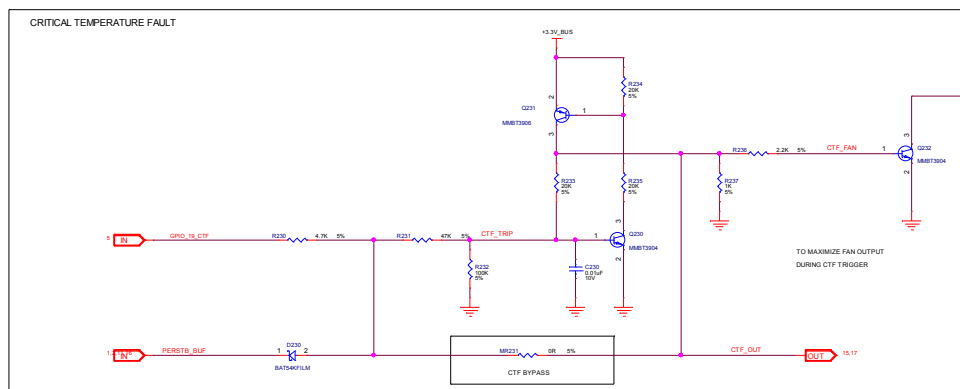 CRITICAL TEMPERATURE FAULT
+3.3V_BUS
R234
20K
5%
2
Q231
1
MMBT3906
3
3
R236
2.2K 5%
CTF_FAN
1
Q232
MMBT3904
2
R233
20K
5%
R235
20K
5%
R237
1K
5%
5
IN
GPIO_19_CTF
R230
4.7K 5%
R231
47K 5%
CTF_TRIP
1
3
Q230
MMBT3904
2
R232
100K
5%
C230
0.01uF
10V
TO MAXIMIZE FAN OUTPUT
DURING CTF TRIGGER
IN
PERSTB_BUF
1
D230
2
BAT54KFILM
MR231
0R 5%
CTF BYPASS
CTF_OUT
OUT
15,17